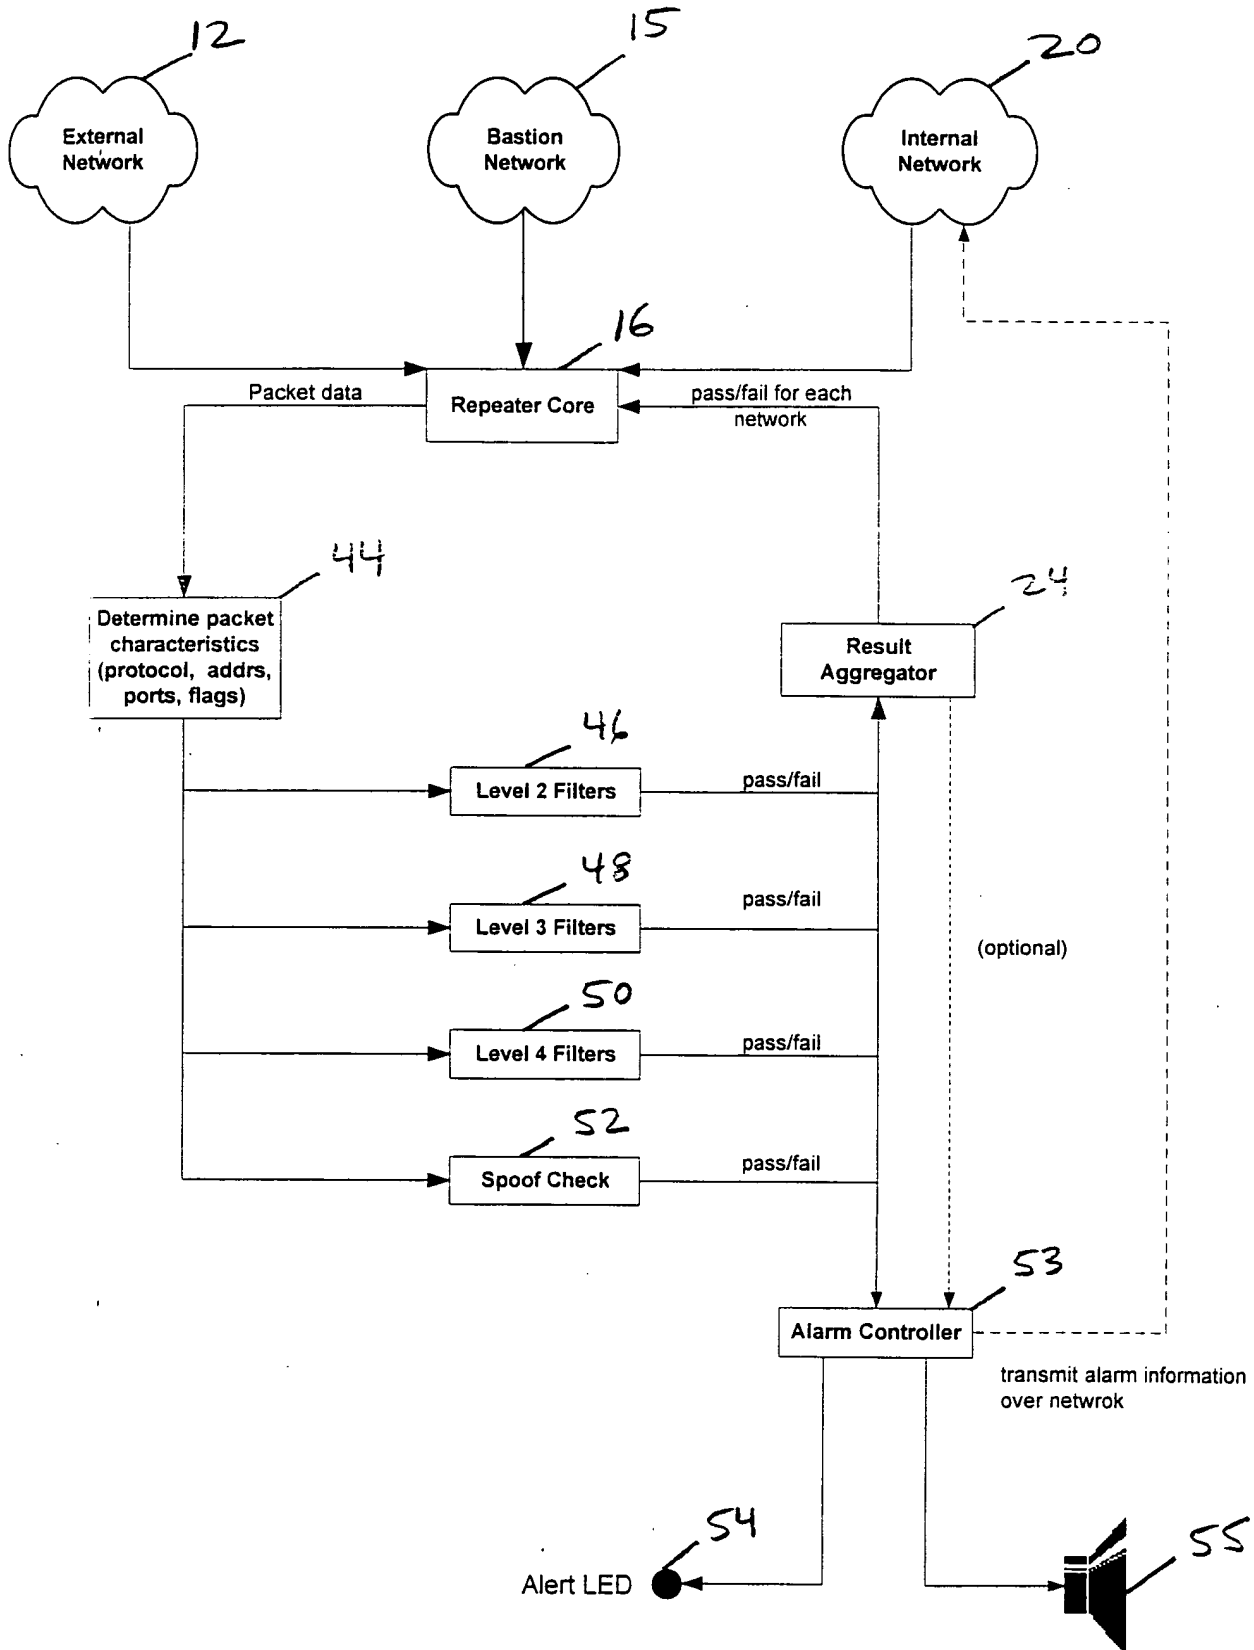 12
15
20
External
Network
Bastion
Network
Internal
Network
16
Packet data
Repeater Core
pass/fail for each
network
44
24
Determine packet
characteristics
(protocol, addrs,
ports, flags)
Result
Aggregator
46
Level 2 Filters
pass/fail
48
Level 3 Filters
pass/fail
(optional)
50
Level 4 Filters
pass/fail
52
Spoof Check
pass/fail
53
Alarm Controller
transmit alarm information
over netwrok
54
Alert LED
55